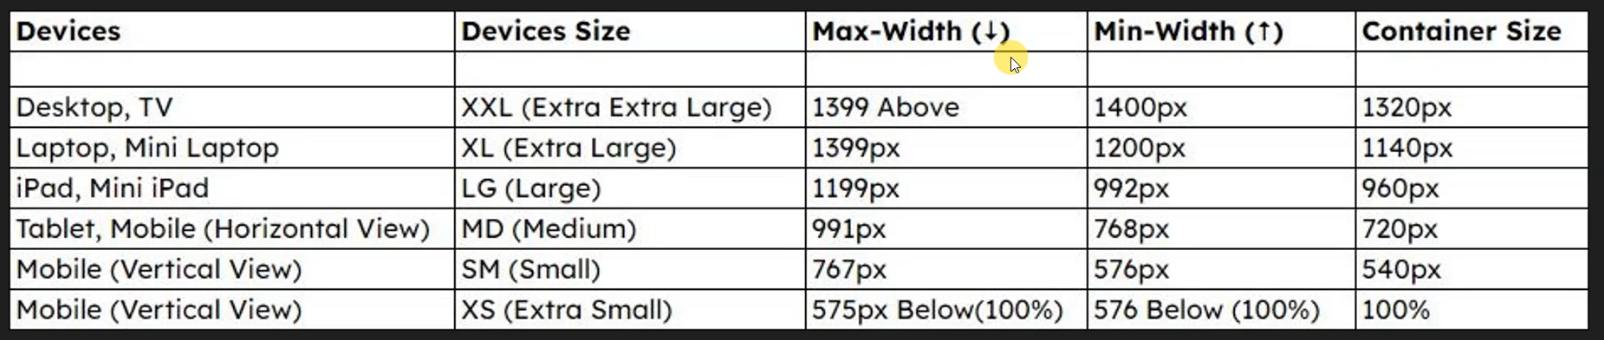 Devices Devices Size Max-Width (↓) Min-Width (↑) Container Size
Desktop, TV XXL (Extra Extra Large) 1399 Above 1400px 1320px
Laptop, Mini Laptop XL (Extra Large) 1399px 1200px 1140px
iPad, Mini iPad LG (Large) 1199px 992px 960px
Tablet, Mobile (Horizontal View) MD (Medium) 991px 768px 720px
Mobile (Vertical View) SM (Small) 767px 576px 540px
Mobile (Vertical View) XS (Extra Small) 575px Below(100%) 576 Below (100%) 100%